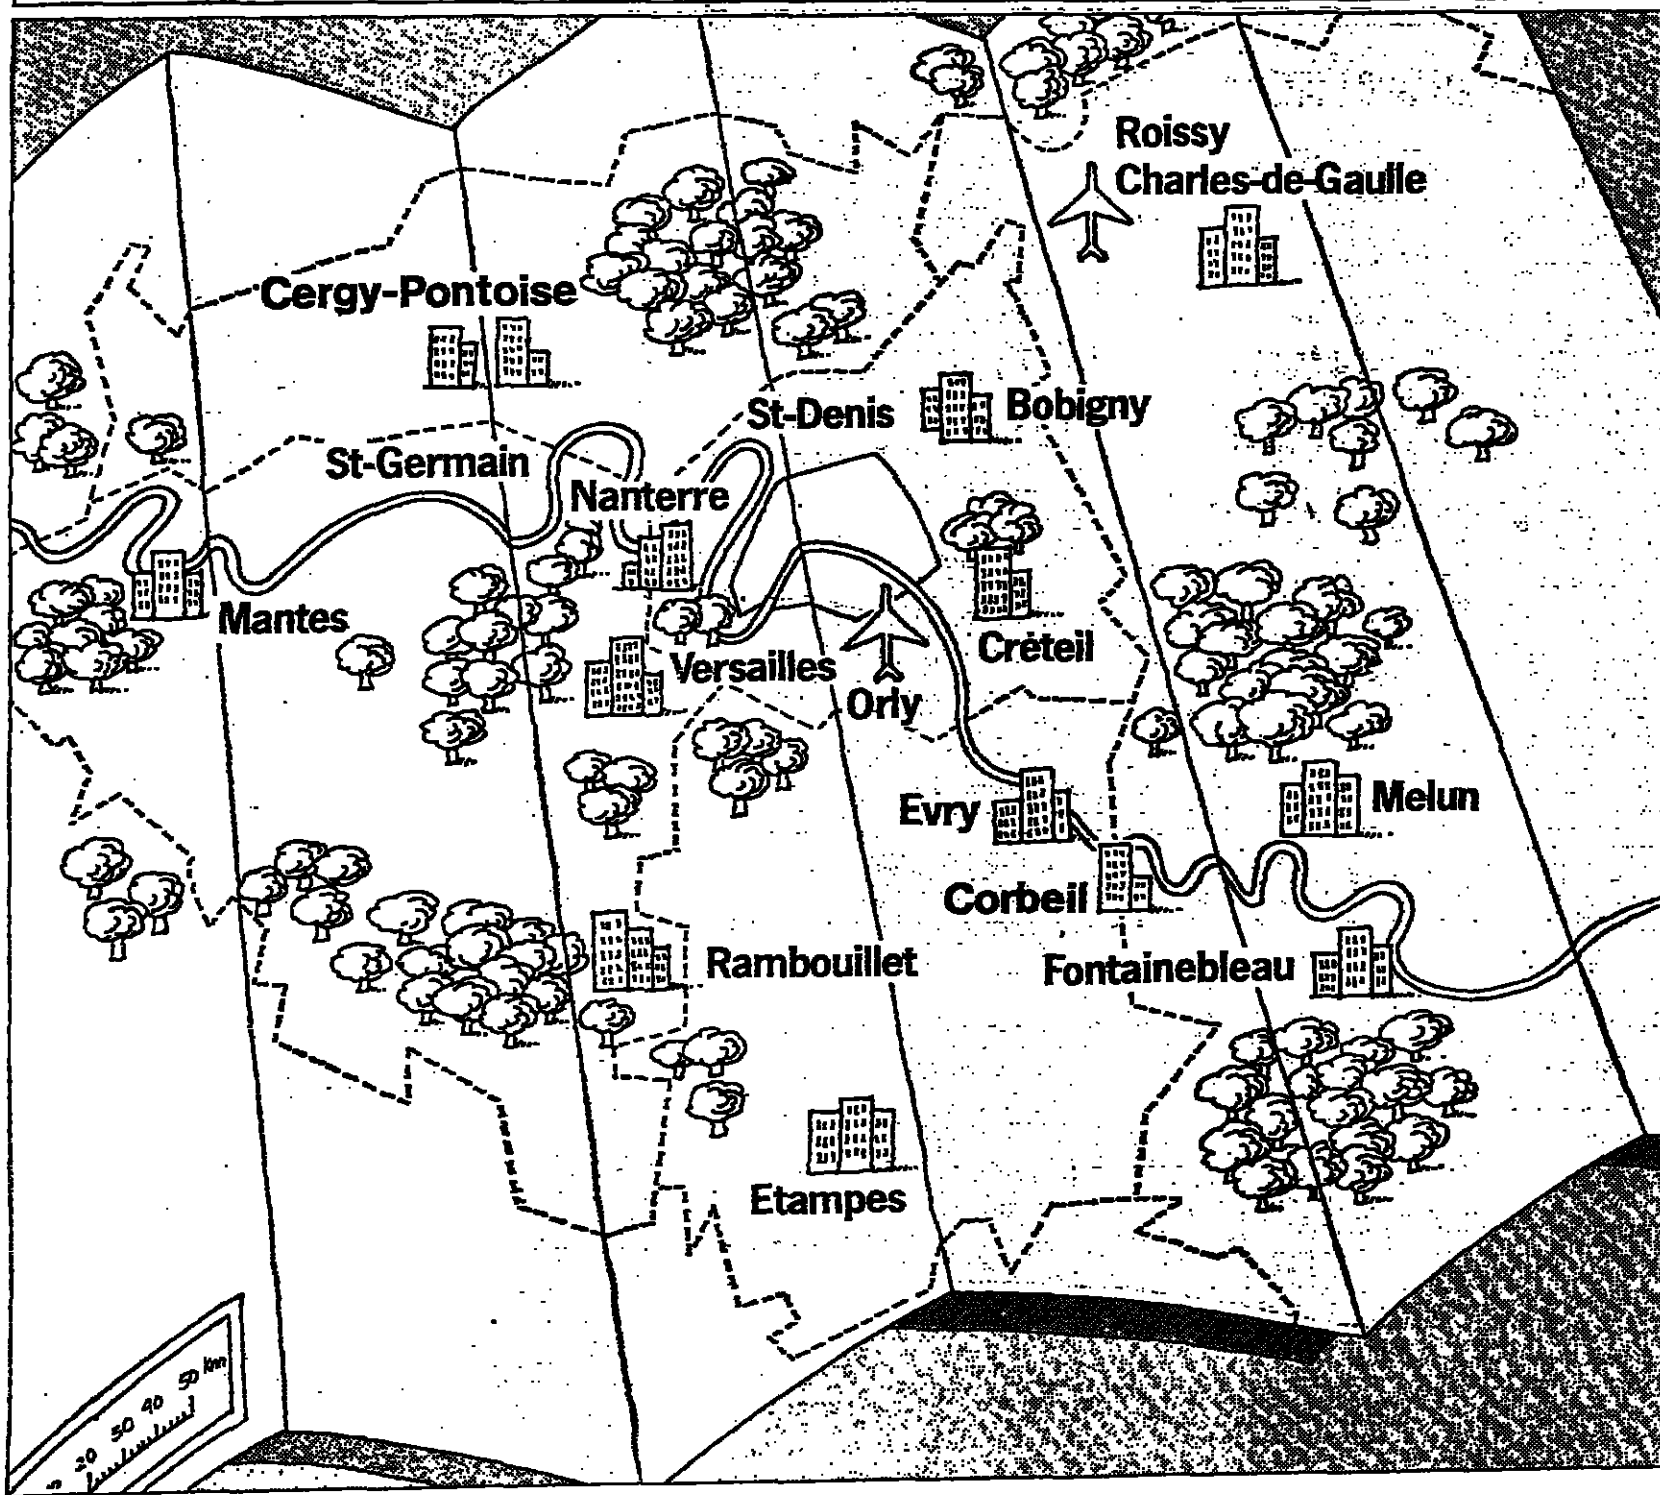 Roissy
Charles-de-Gaulle
Cergy-Pontoise
St-Denis
Bobigny
St-Germain
Nanterre
Mantes
Créteil
Versailles
Orly
Evry
Melun
Corbeil
Rambouillet
Fontainebleau
Etampes
20 30 40 50 km